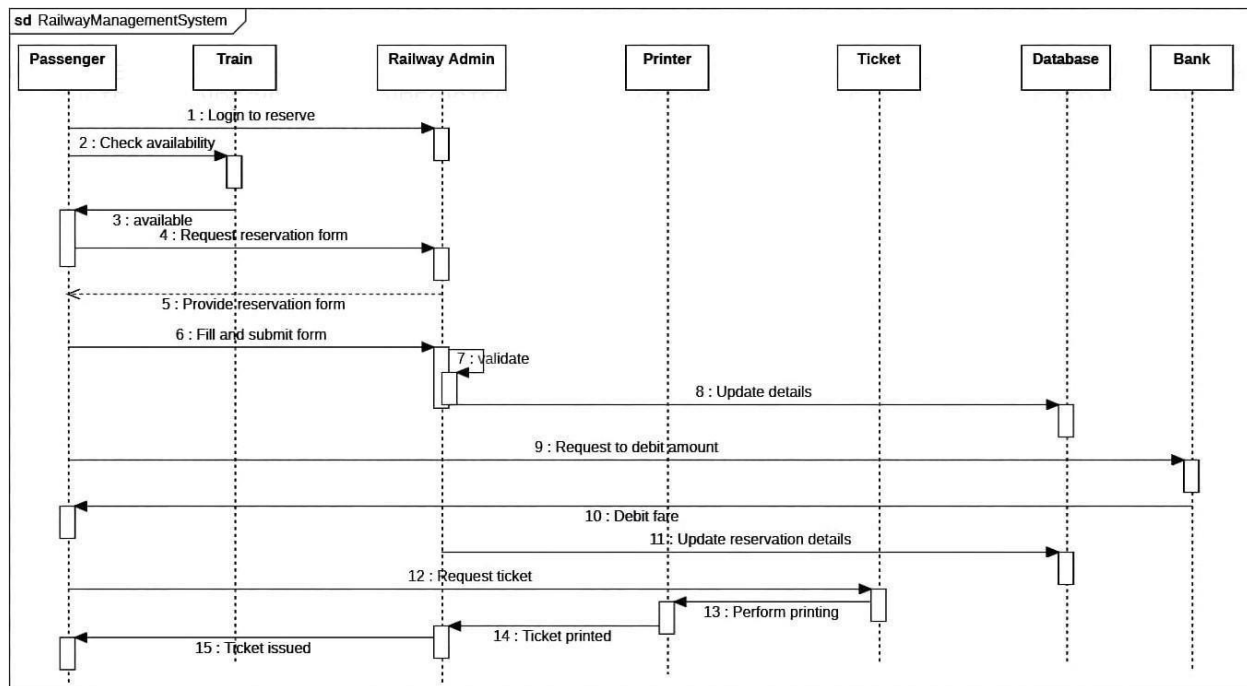 sd RailwayManagementSystem
Passenger
Train
Railway Admin
Printer
Ticket
Database
Bank
1 : Login to reserve
2 : Check availability
3 : available
4 : Request reservation form
5 : Provide reservation form
6 : Fill and submit form
7 : validate
8 : Update details
9 : Request to debit amount
10 : Debit fare
11 : Update reservation details
12 : Request ticket
13 : Perform printing
14 : Ticket printed
15 : Ticket issued